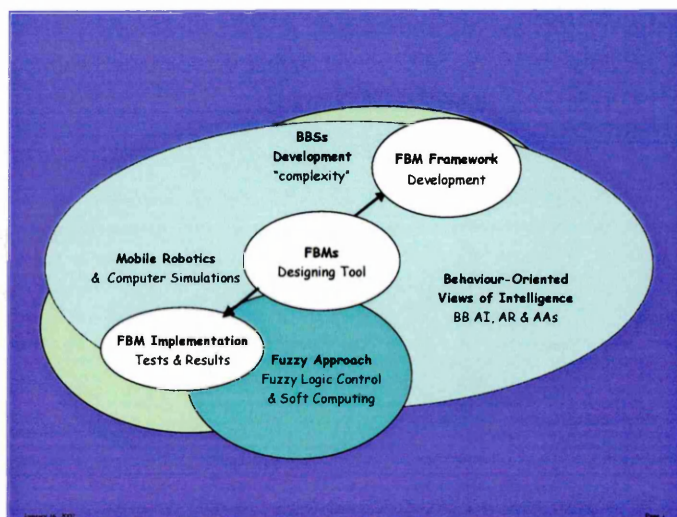 BBSs
Development
"complexity"
FBM Framework
Development
FBMs
Designing Tool
Mobile Robotics
& Computer Simulations
Behaviour-Oriented
Views of Intelligence
BB AI, AR & AAs
FBM Implementation
Tests & Results
Fuzzy Approach
Fuzzy Logic Control
& Soft Computing